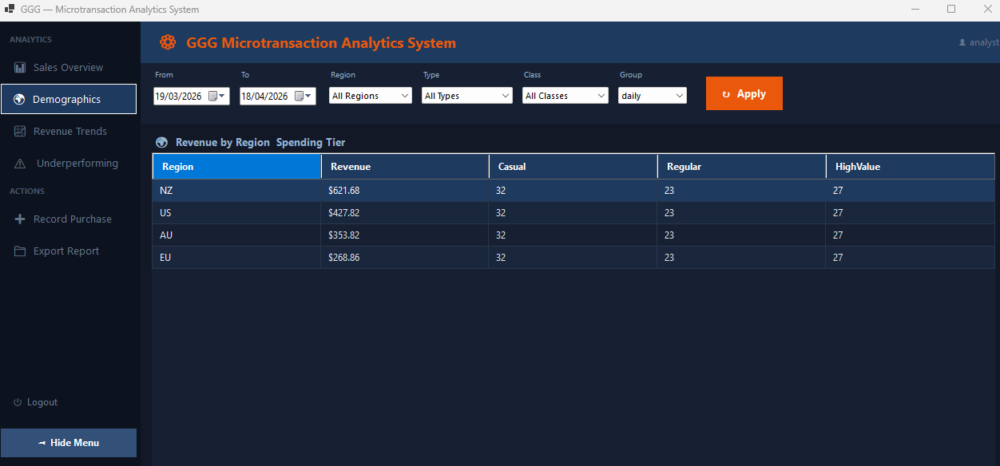 GGG — Microtransaction Analytics System
ANALYTICS
Sales Overview
Demographics
Revenue Trends
Underperforming
ACTIONS
Record Purchase
Export Report
Logout
Hide Menu
GGG Microtransaction Analytics System
analyst
From To Region Type Class Group
19/03/2026 18/04/2026 All Regions All Types All Classes daily Apply
Revenue by Region Spending Tier
Region Revenue Casual Regular HighValue
NZ $621.68 32 23 27
US $427.82 32 23 27
AU $353.82 32 23 27
EU $268.86 32 23 27